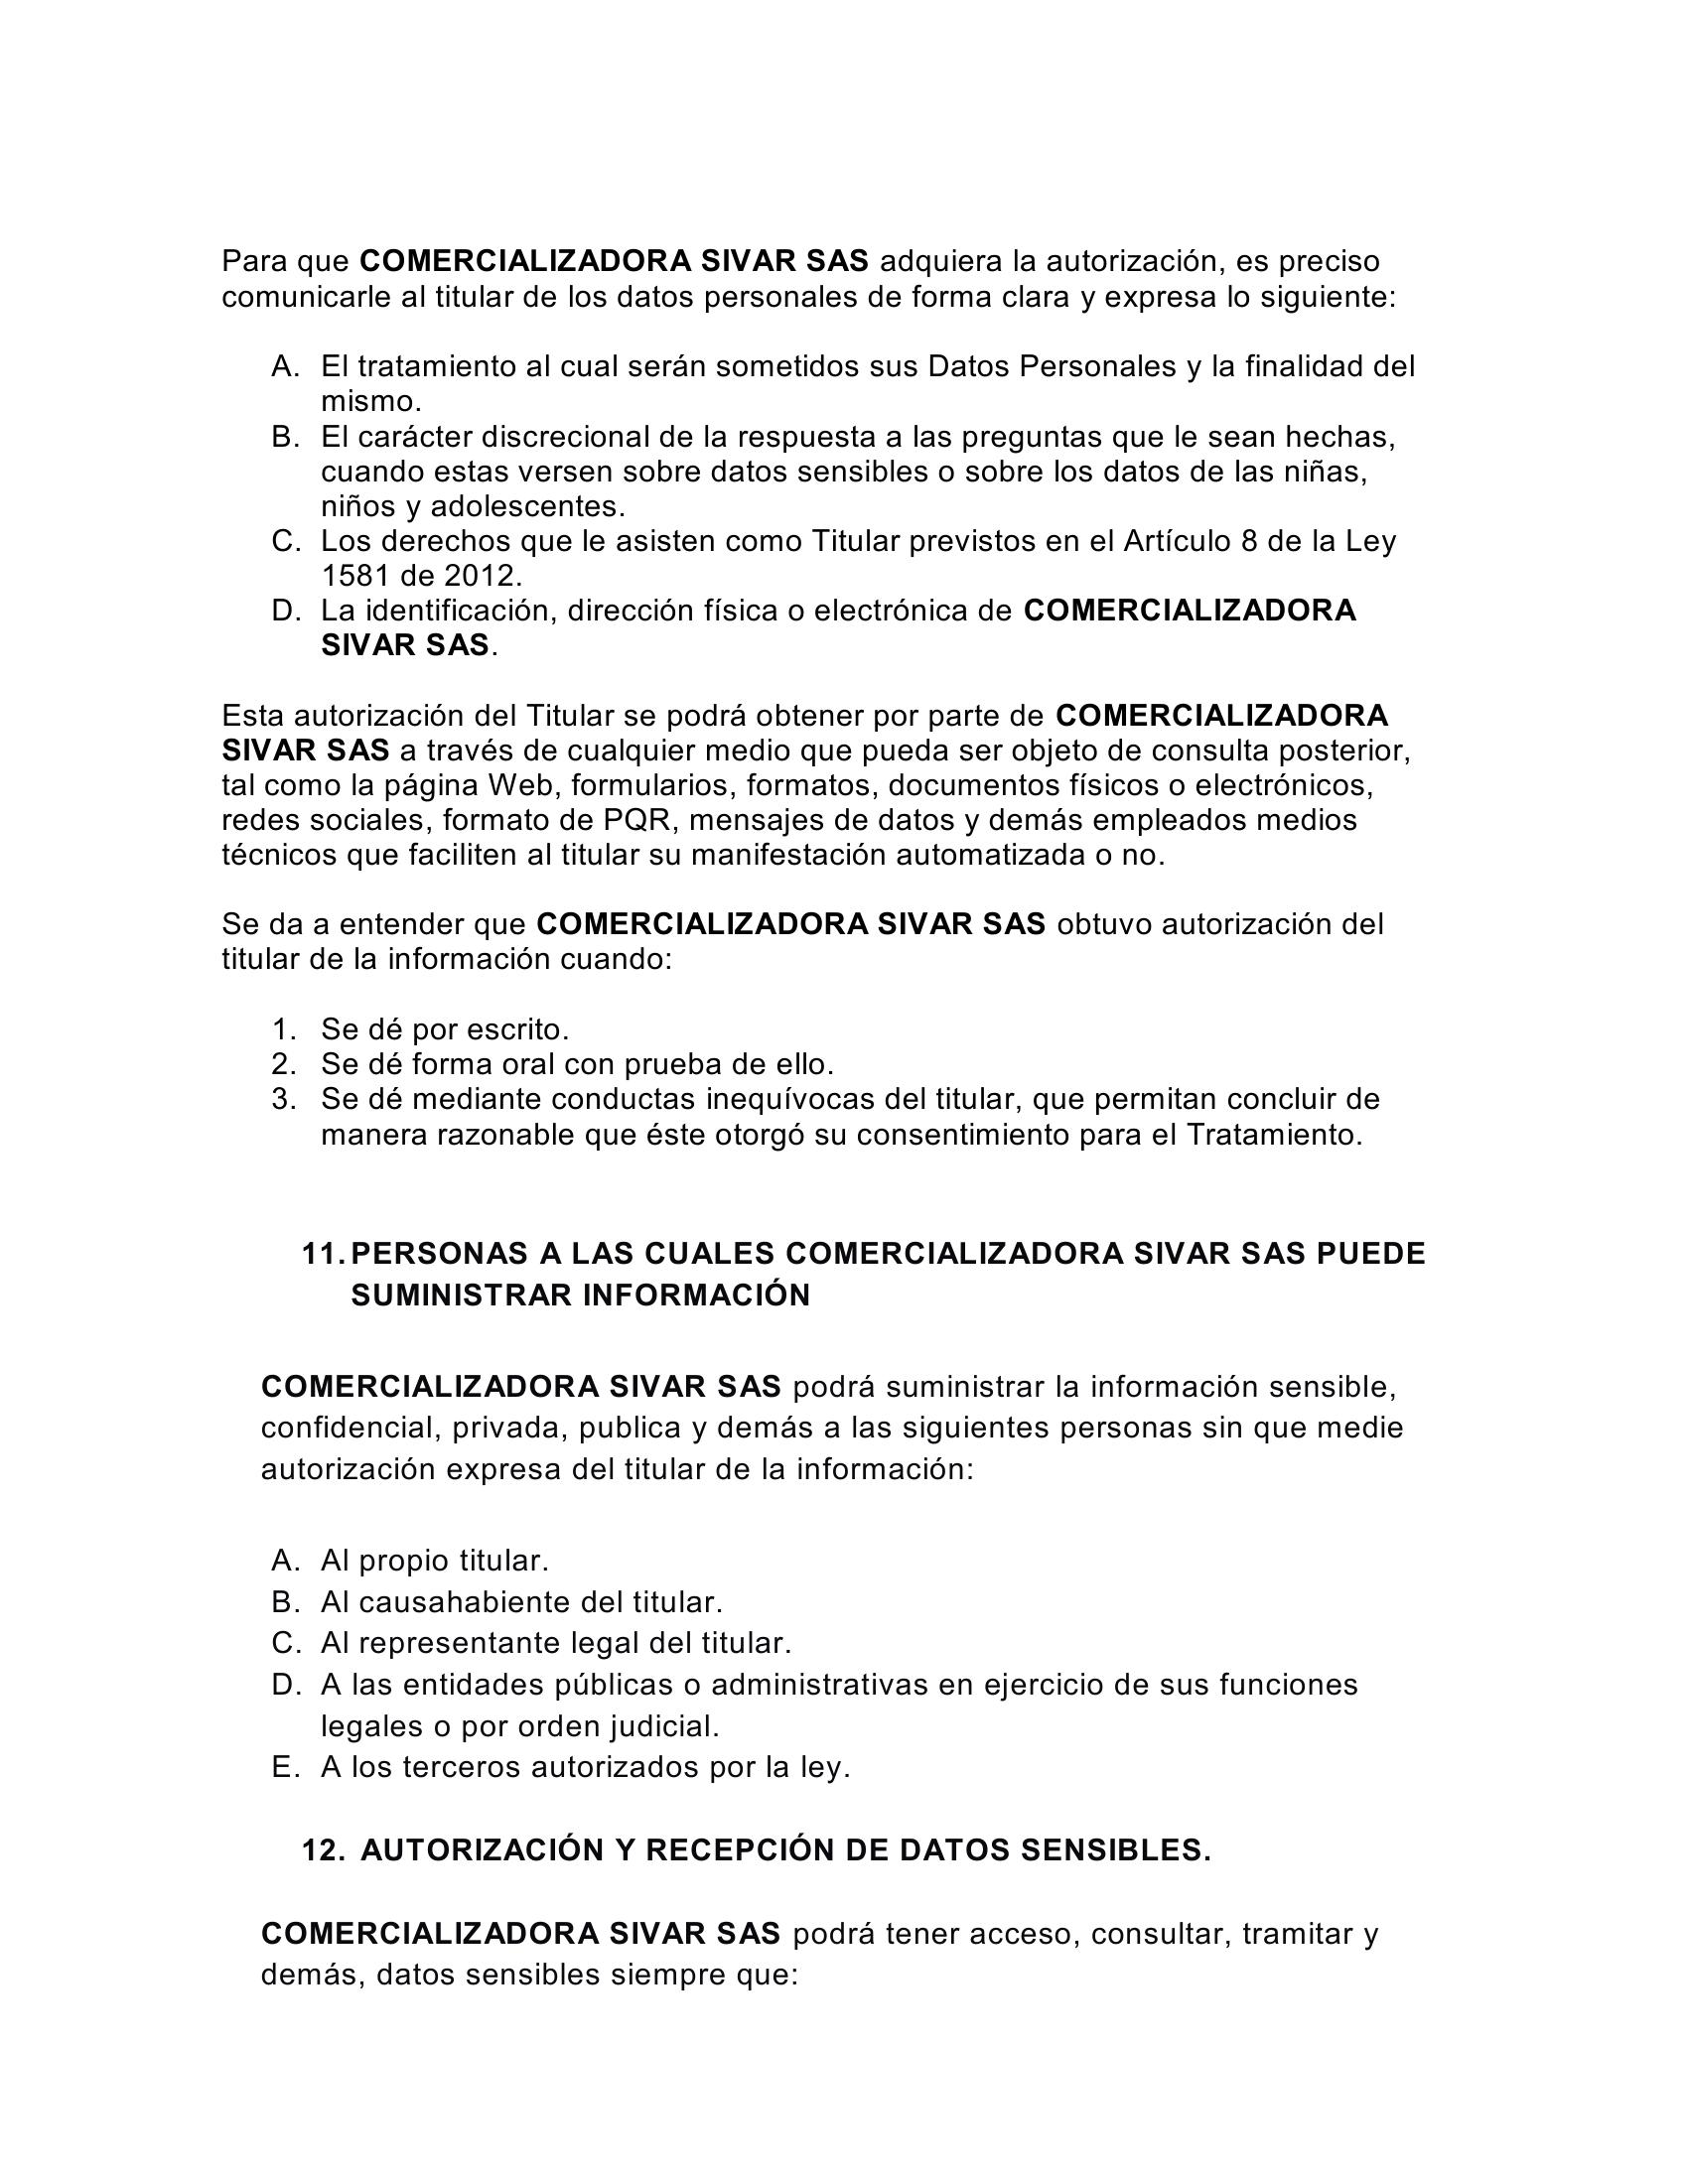 Para que COMERCIALIZADORA SIVAR SAS adquiera la autorización, es preciso
comunicarle al titular de los datos personales de forma clara y expresa lo siguiente:
A. El tratamiento al cual serán sometidos sus Datos Personales y la finalidad del
mismo.
B. El carácter discrecional de la respuesta a las preguntas que le sean hechas,
cuando estas versen sobre datos sensibles o sobre los datos de las niñas,
niños y adolescentes.
C. Los derechos que le asisten como Titular previstos en el Artículo 8 de la Ley
1581 de 2012.
D. La identificación, dirección física o electrónica de COMERCIALIZADORA
SIVAR SAS.
Esta autorización del Titular se podrá obtener por parte de COMERCIALIZADORA
SIVAR SAS a través de cualquier medio que pueda ser objeto de consulta posterior,
tal como la página Web, formularios, formatos, documentos físicos o electrónicos,
redes sociales, formato de PQR, mensajes de datos y demás empleados medios
técnicos que faciliten al titular su manifestación automatizada o no.
Se da a entender que COMERCIALIZADORA SIVAR SAS obtuvo autorización del
titular de la información cuando:
1. Se dé por escrito.
2. Se dé forma oral con prueba de ello.
3. Se dé mediante conductas inequívocas del titular, que permitan concluir de
manera razonable que éste otorgó su consentimiento para el Tratamiento.
11. PERSONAS A LAS CUALES COMERCIALIZADORA SIVAR SAS PUEDE
SUMINISTRAR INFORMACIÓN
COMERCIALIZADORA SIVAR SAS podrá suministrar la información sensible,
confidencial, privada, publica y demás a las siguientes personas sin que medie
autorización expresa del titular de la información:
A. Al propio titular.
B. Al causahabiente del titular.
C. Al representante legal del titular.
D. A las entidades públicas o administrativas en ejercicio de sus funciones
legales o por orden judicial.
E. A los terceros autorizados por la ley.
12. AUTORIZACIÓN Y RECEPCIÓN DE DATOS SENSIBLES.
COMERCIALIZADORA SIVAR SAS podrá tener acceso, consultar, tramitar y
demás, datos sensibles siempre que: